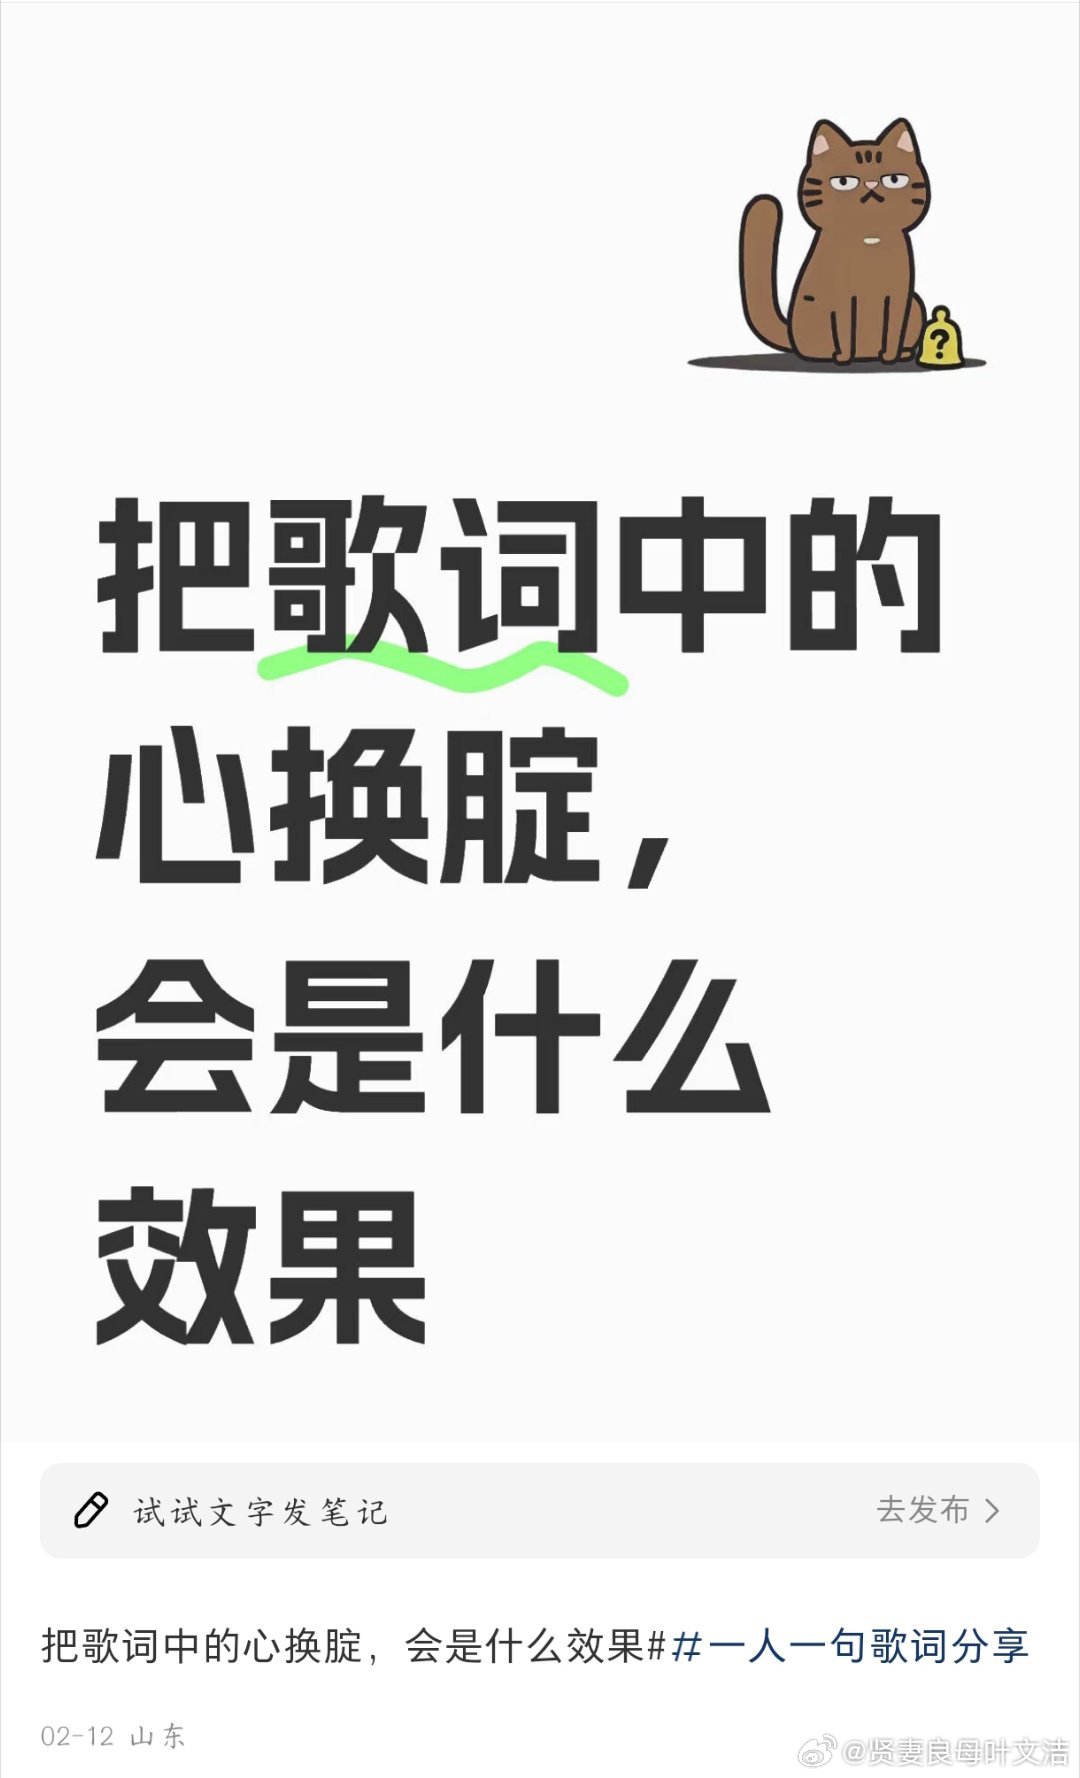 ?
把歌词中的
心换腚，
会是什么
效果
试试文字发笔记
去发布
把歌词中的心换腚，会是什么效果##一人一句歌词分享
02-12 山东
@贤妻良母叶文洁